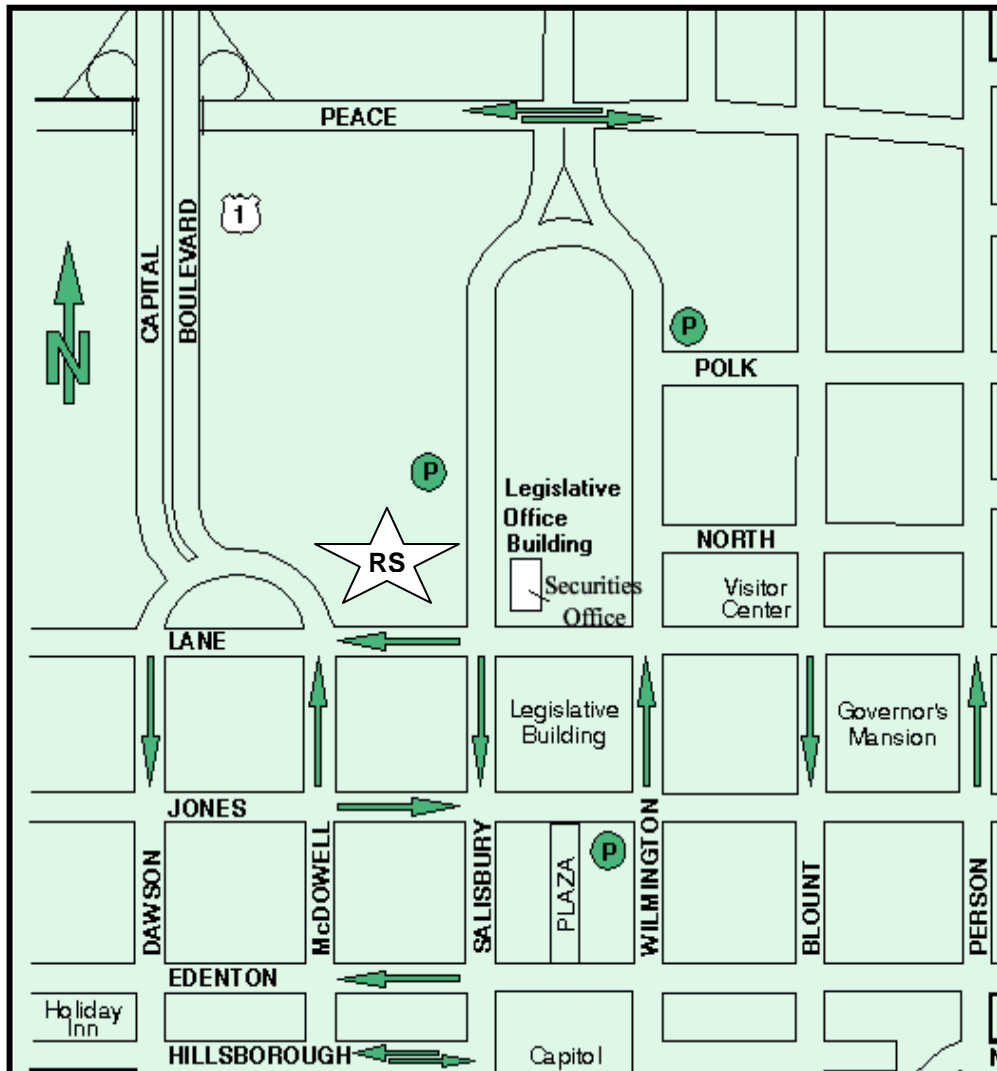 PEACE
1
CAPITAL
BOULEVARD
N
P
POLK
P
Legislative
Office
Building
NORTH
RS
Securities
Office
Visitor
Center
LANE
Legislative
Building
Governor's
Mansion
JONES
DAWSON
McDOWELL
SALISBURY
PLAZA
P
WILMINGTON
BLOUNT
PERSON
EDENTON
Holiday
Inn
HILLSBOROUGH
Capitol